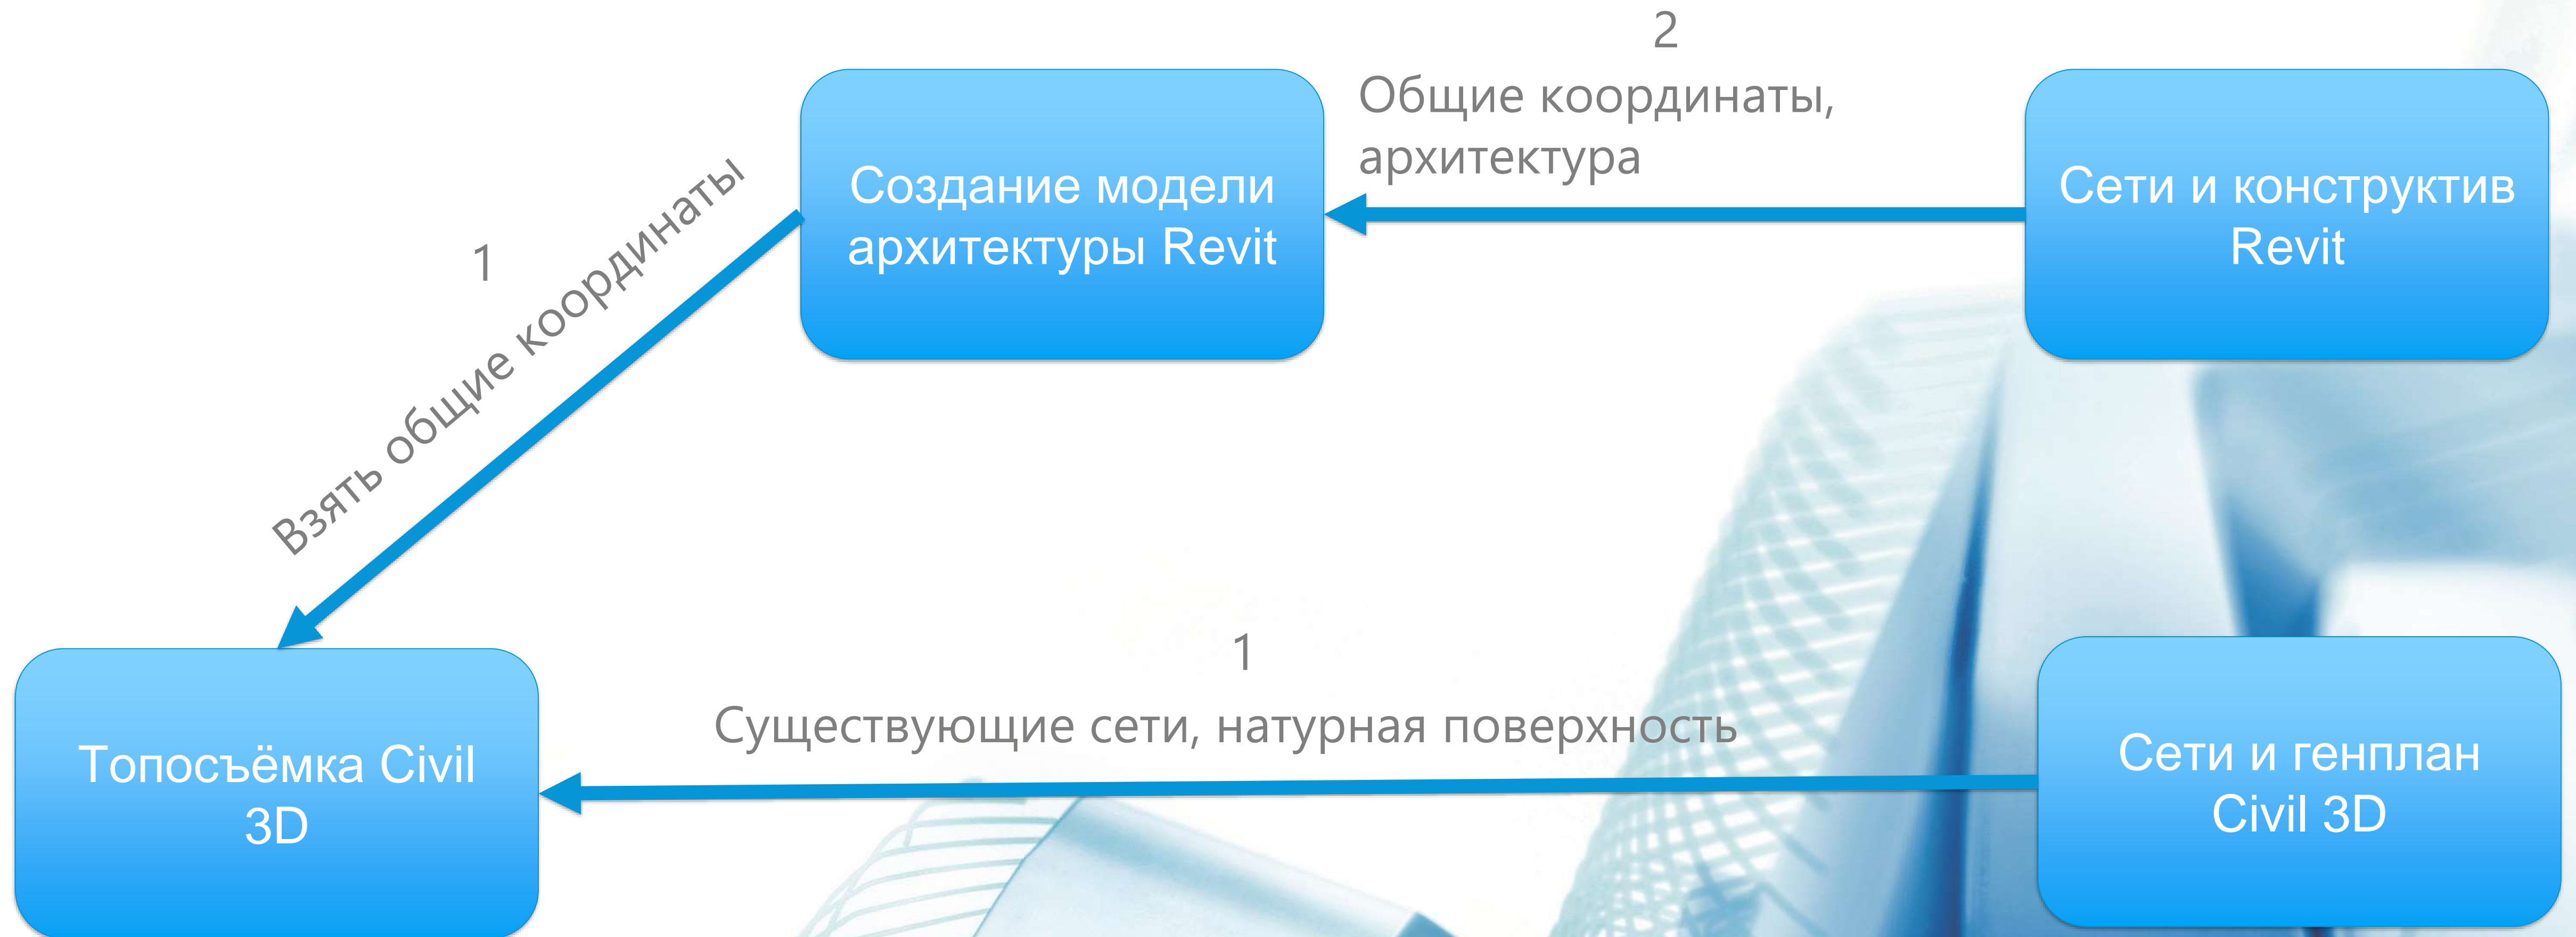 2
Общие координаты,
архитектура
Создание модели
архитектуры Revit
Сети и конструктив
Revit
1
Взять общие координаты
1
Существующие сети, натурная поверхность
Топосъёмка Civil
3D
Сети и генплан
Civil 3D